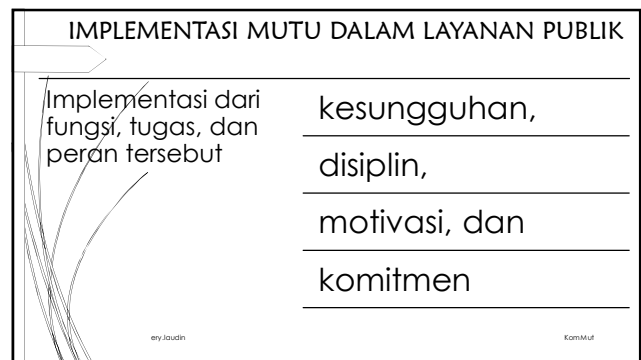 IMPLEMENTASI MUTU DALAM LAYANAN PUBLIK
Implementasi dari
fungsi, tugas, dan
peran tersebut
kesungguhan,
disiplin,
motivasi, dan
komitmen
ery.laudin
KomMut